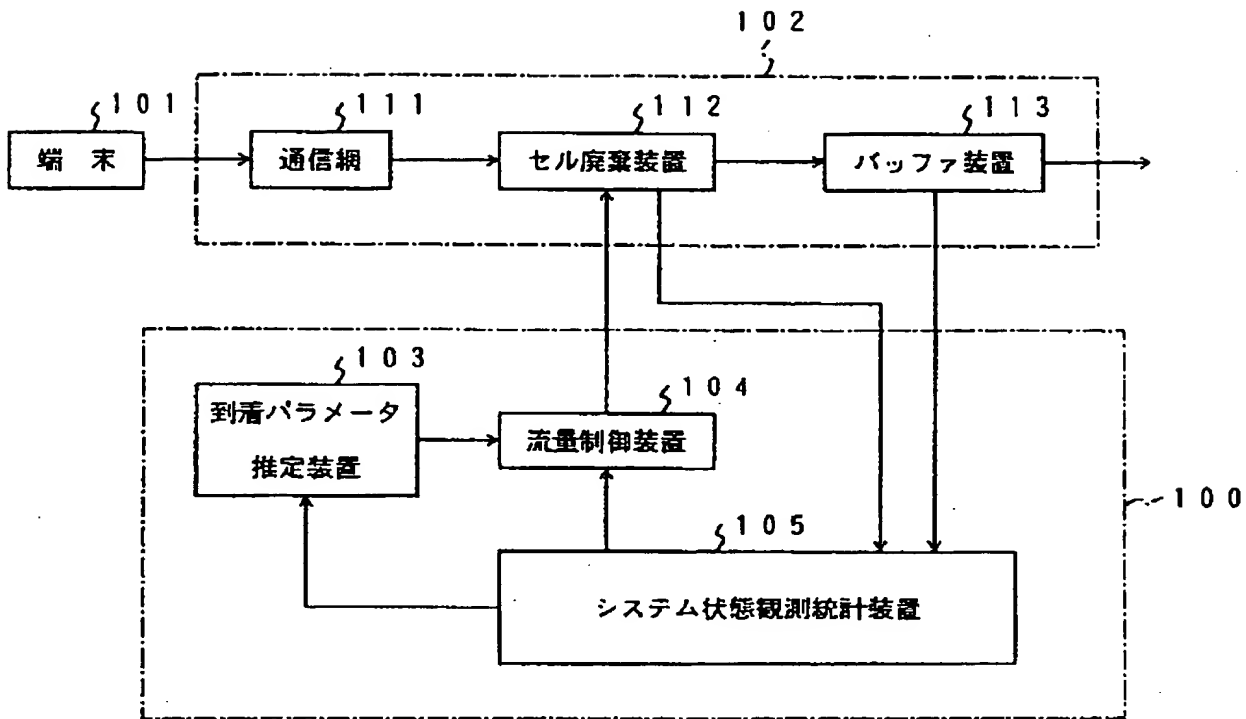 102
101
111
112
113
端末
通信網
セル廃棄装置
バッファ装置
103
104
到着パラメータ
推定装置
流量制御装置
100
105
システム状態観測統計装置